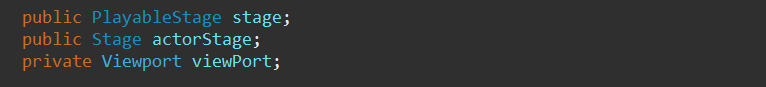 public PlayableStage stage;
public Stage actorStage;
private Viewport viewPort;